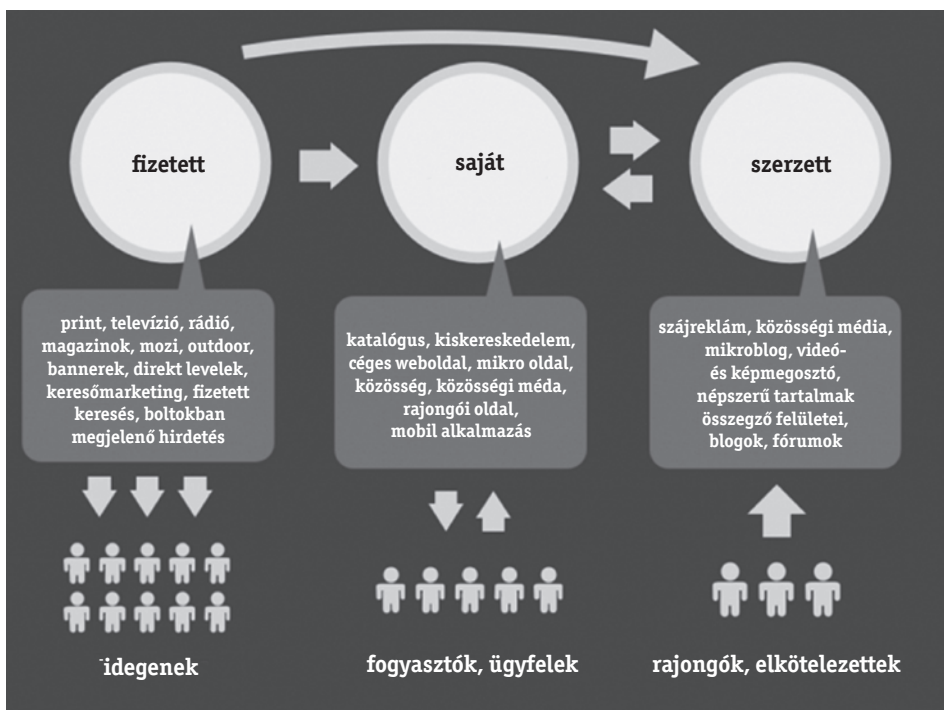 fizetett
saját
szerzett
print, televízió, rádió,
magazinok, mozi, outdoor,
bannerek, direkt levelek,
keresőmarketing, fizetett
keresés, boltokban
megjelenő hirdetés
katalógus, kiskereskedelem,
céges weboldal, mikro oldal,
közösség, közösségi méda,
rajongói oldal,
mobil alkalmazás
szájreklám, közösségi média,
mikroblog, videó-
és képmegosztó,
népszerű tartalmak
összegző felületei,
blogok, fórumok
idegenek
fogyasztók, ügyfelek
rajongók, elkötelezettek